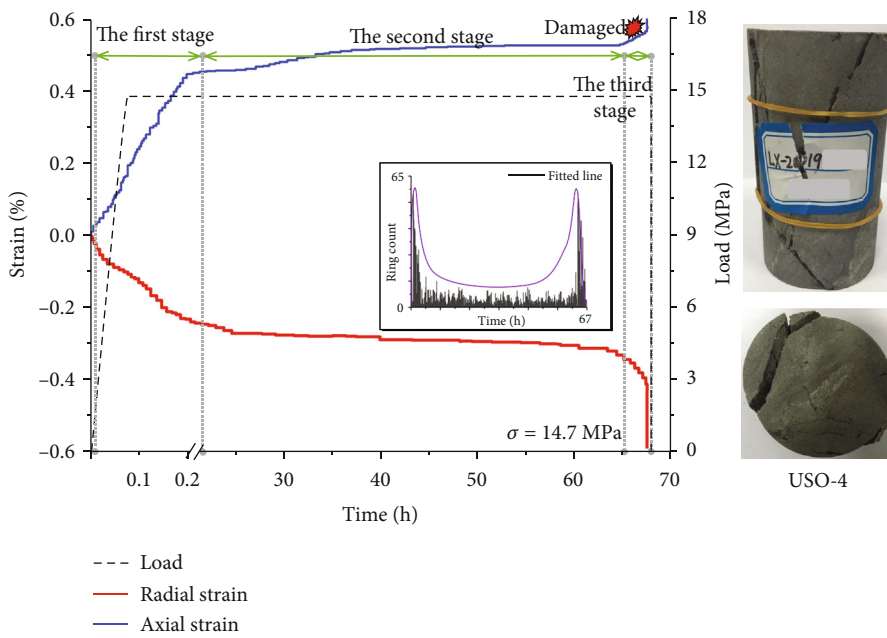 0.6
0.4
0.2
0.0
−0.2
−0.4
−0.6
Strain (%)
The first stage
The second stage
Damaged
The third
stage
18
15
12
9
6
3
0
Load (MPa)
65
0
Ring count
Fitted line
Time (h)
67
σ = 14.7 MPa
0.1
0.2
30
40
50
60
70
Time (h)
Load
Radial strain
Axial strain
USO-4